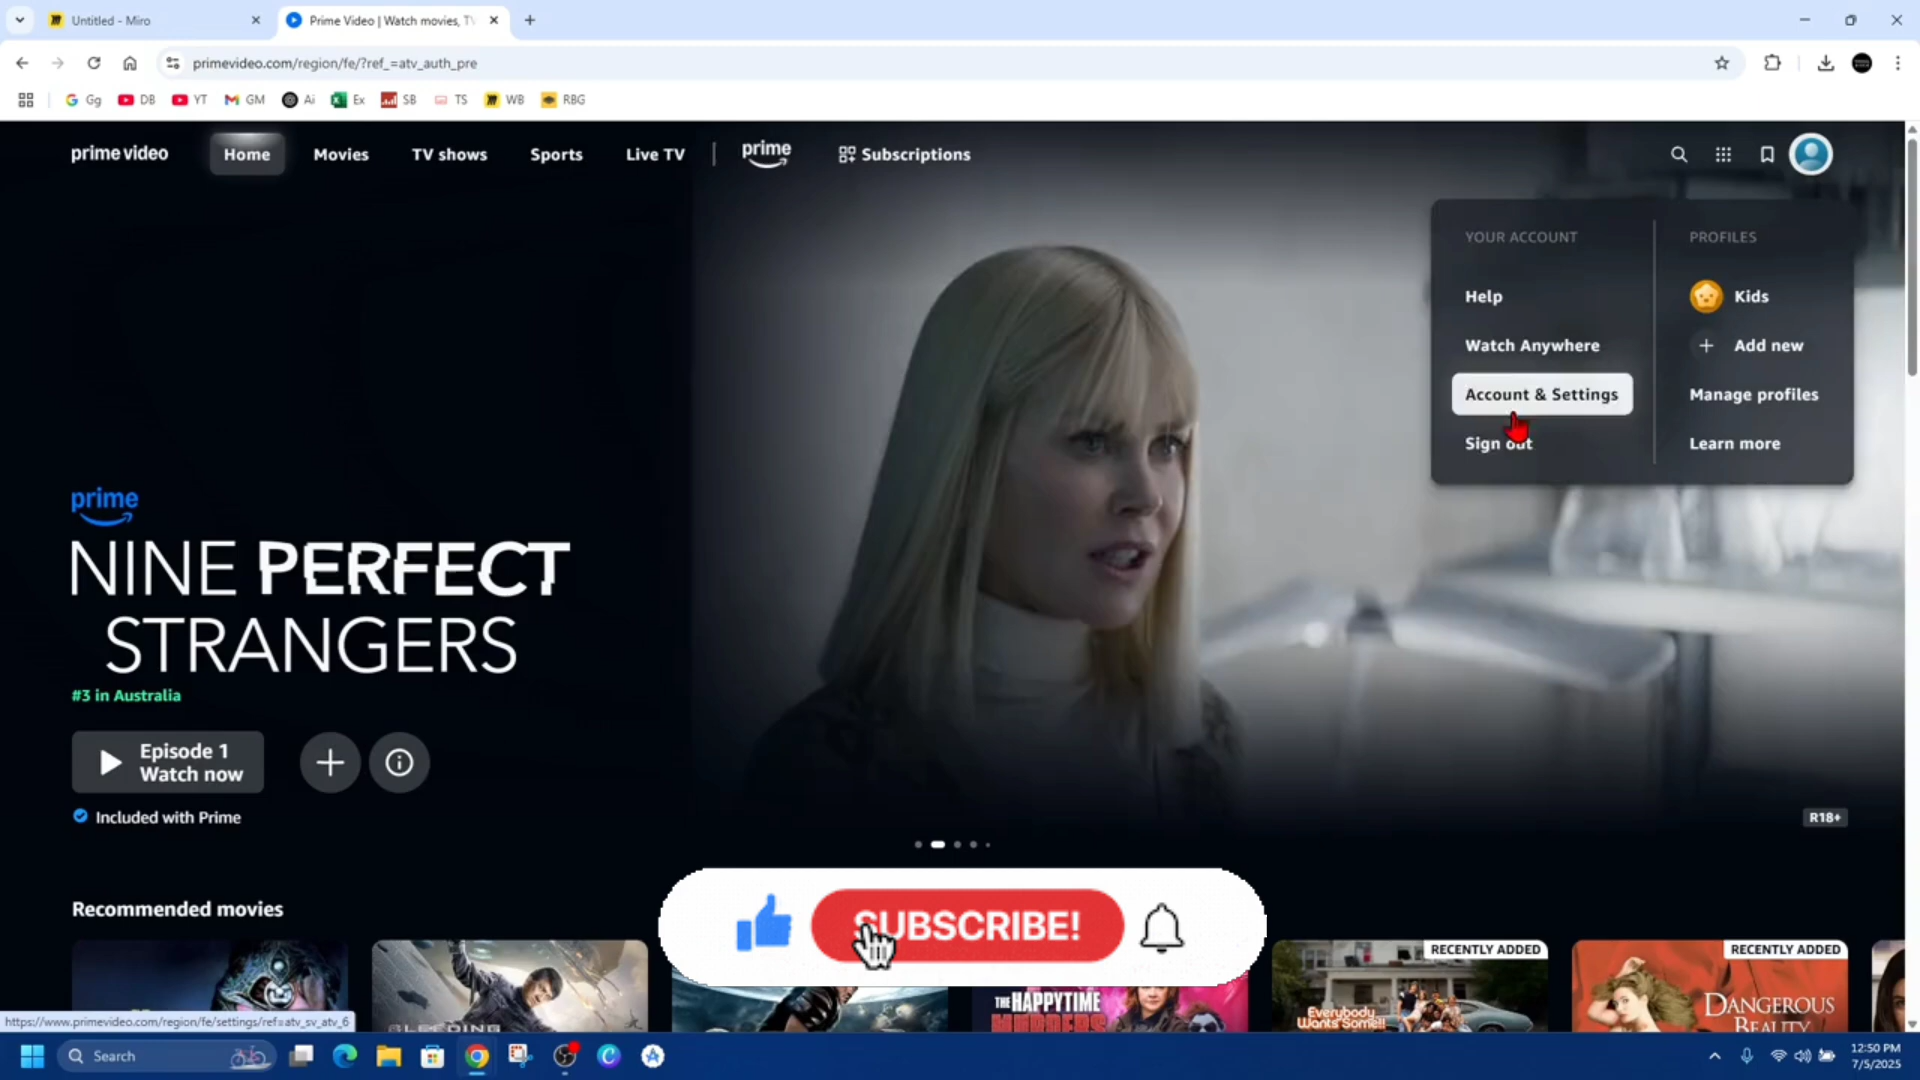 Untitled - Miro
Prime Video | Watch movies, TV
primevideo.com/region/fe/?ref_=atv_auth_pre
Gg
DB
YT
GM
Ai
Ex
SB
TS
WB
RBG
prime video
Home
Movies
TV shows
Sports
Live TV
prime
Subscriptions
YOUR ACCOUNT
Help
Watch Anywhere
Account & Settings
Sign out
PROFILES
Kids
Add new
Manage profiles
Learn more
prime
NINE PERFECT
STRANGERS
#3 in Australia
Episode 1
Watch now
Included with Prime
R18+
Recommended movies
SUBSCRIBE!
RECENTLY ADDED
RECENTLY ADDED
BLEEDING
THE HAPPYTIME
MURDERS
Everybody
Wants Some!!
DANGEROUS
BEAUTY
https://www.primevideo.com/region/fe/settings/ref=atv_sv_atv_6
Search
12:50 PM
7/5/2025